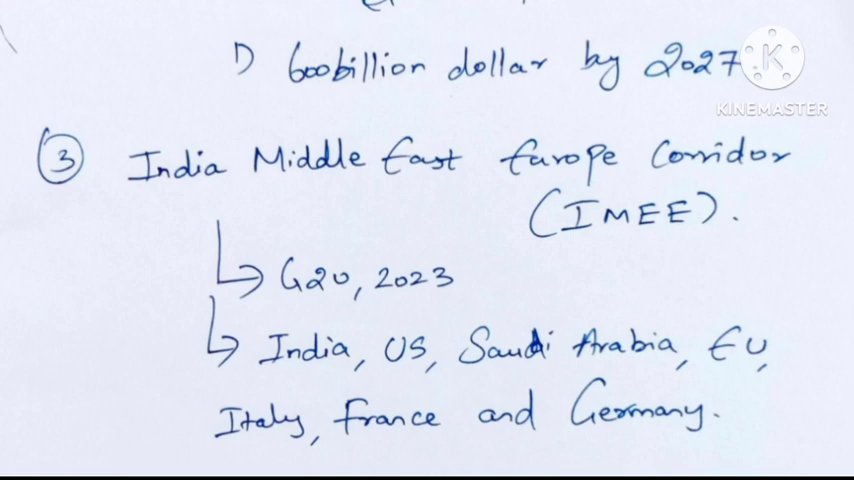 1) 600billion dollar by 2027.
K
KINEMASTER
3 India Middle East Europe Corridor
(IMEE).
G20, 2023
India, US, Saudi Arabia, EU,
Italy, France and Germany.